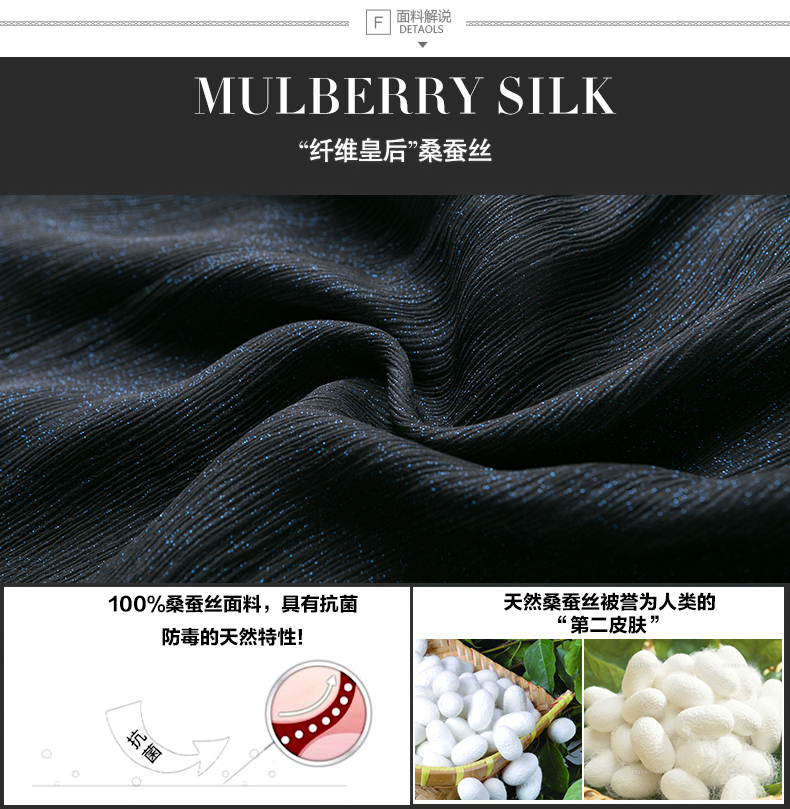 F
面料解说
DETAOLS
MULBERRY SILK
“纤维皇后”桑蚕丝
100%桑蚕丝面料，具有抗菌
防毒的天然特性!
抗菌
天然桑蚕丝被誉为人类的
“第二皮肤”